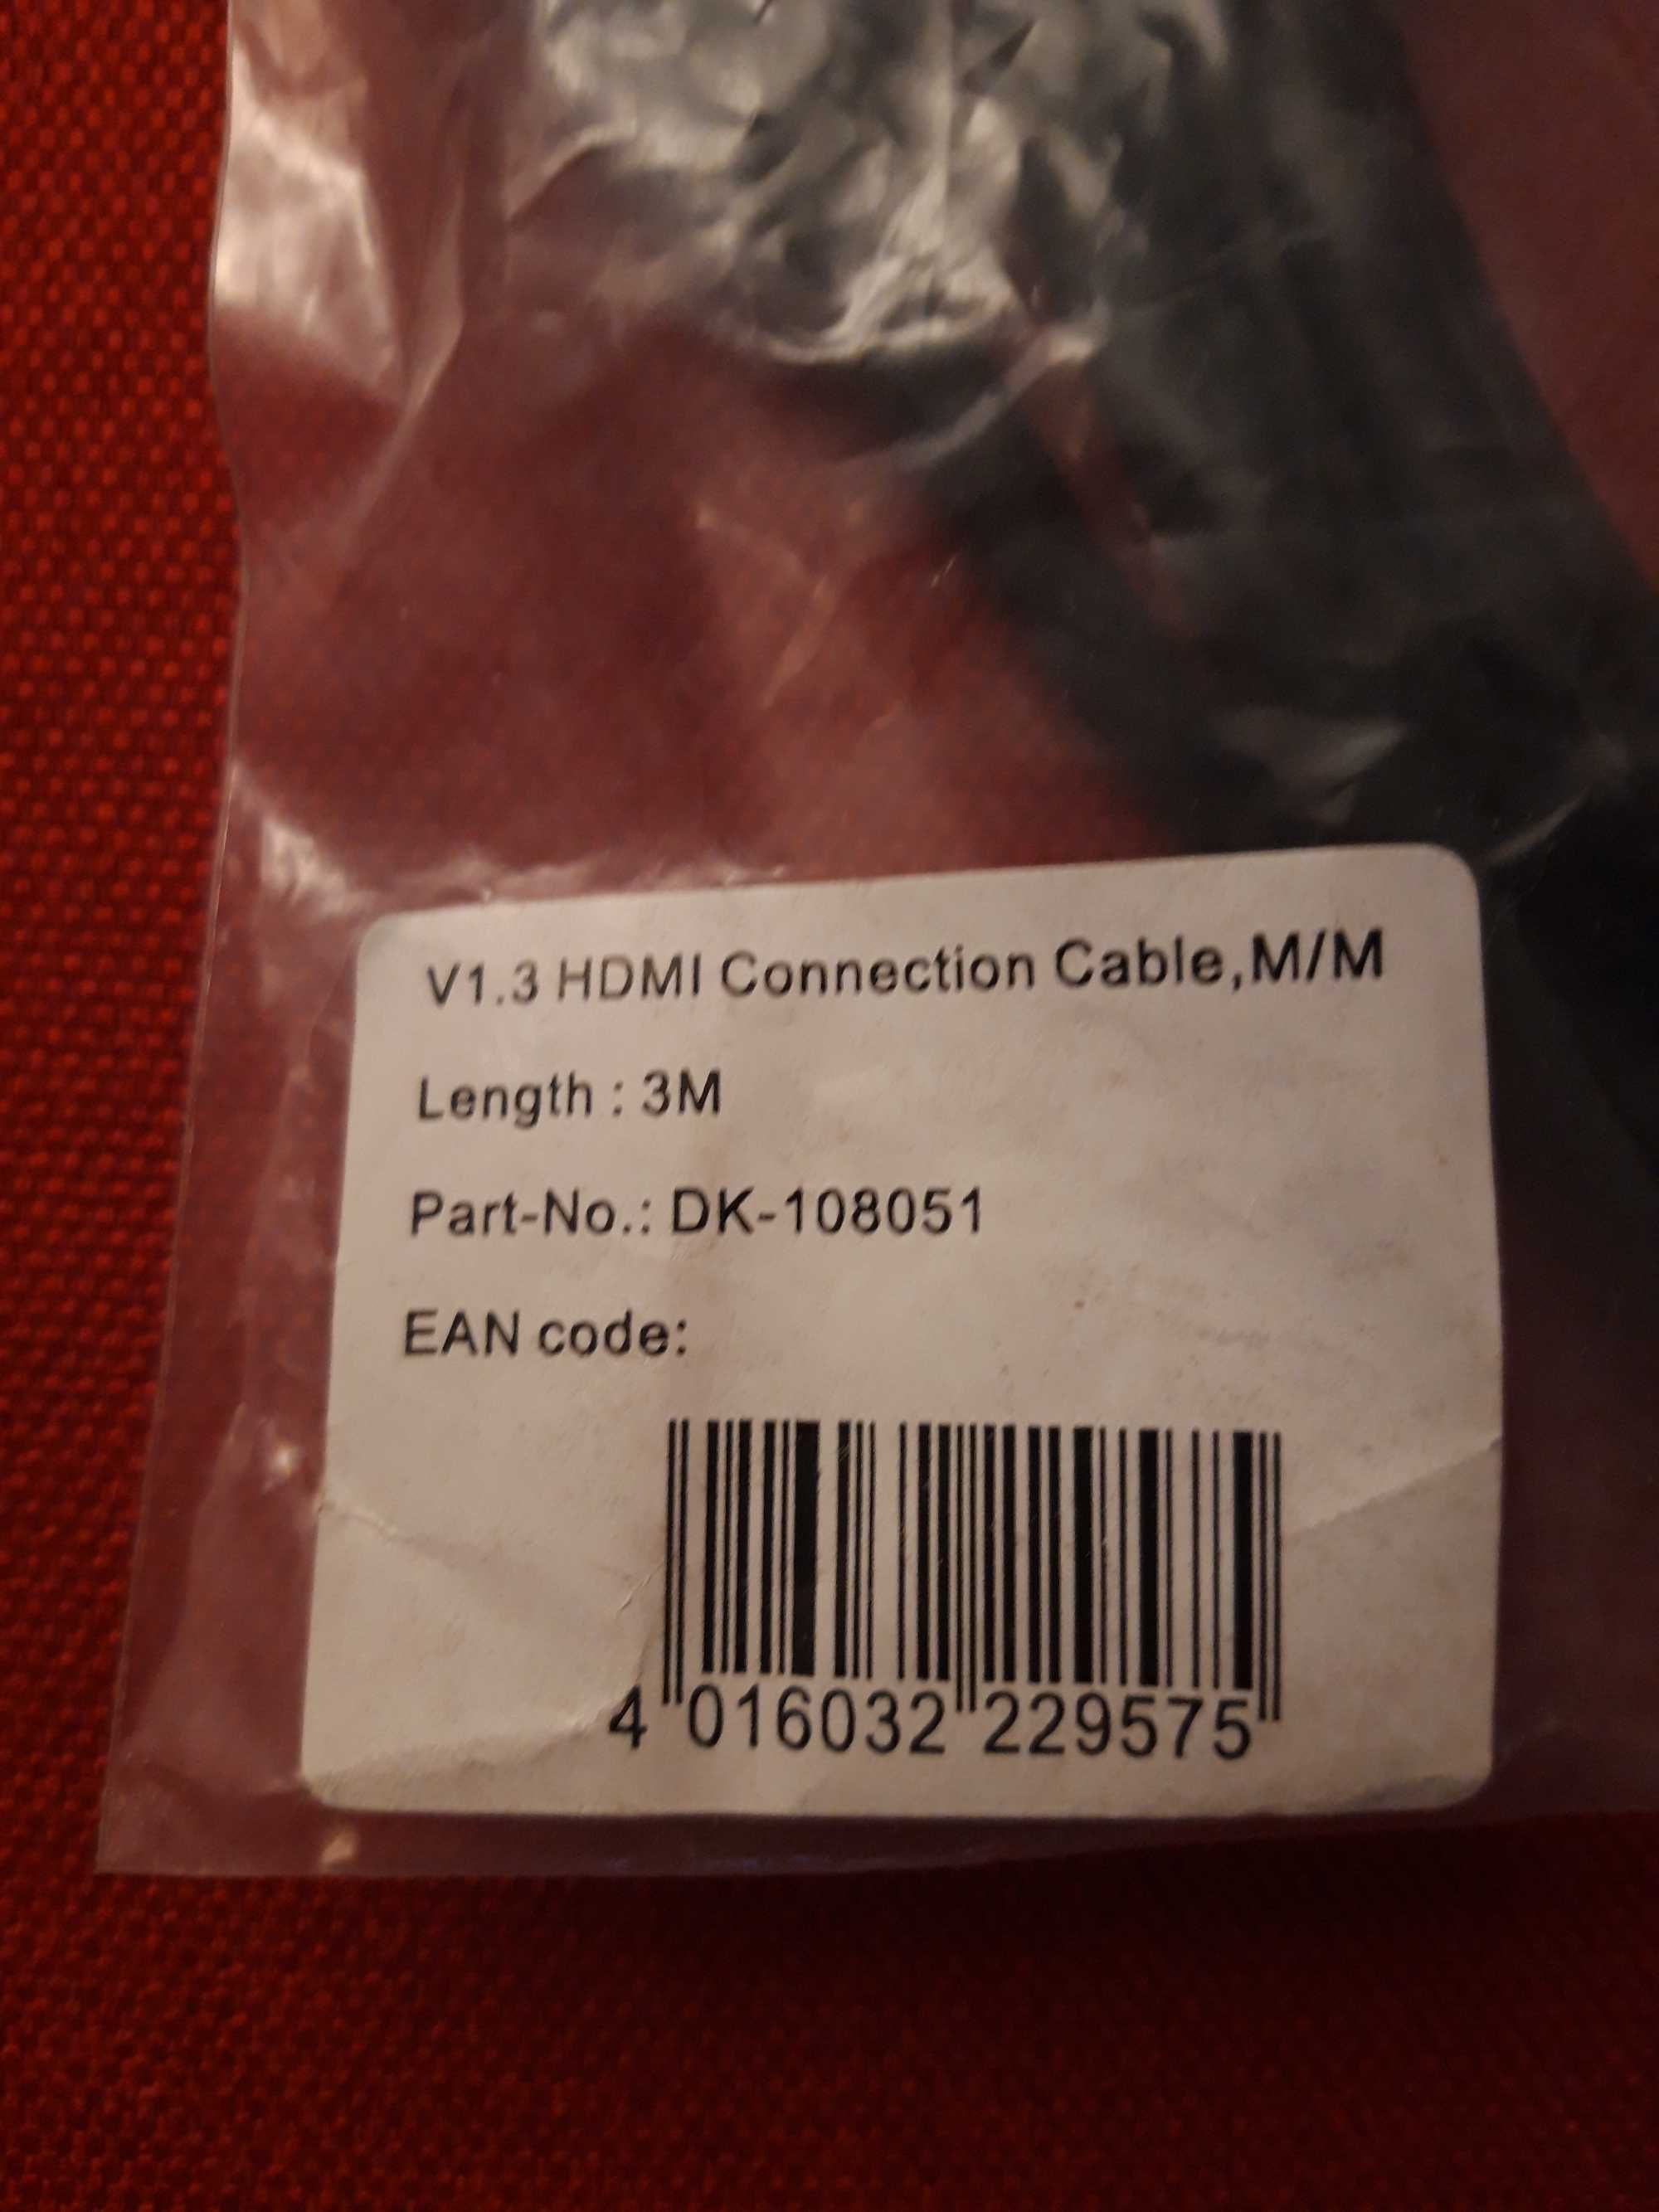 V1.3 HDMI Connection Cable,M/M
Length : 3M
Part-No.: DK-108051
EAN code:
4 016032 229575